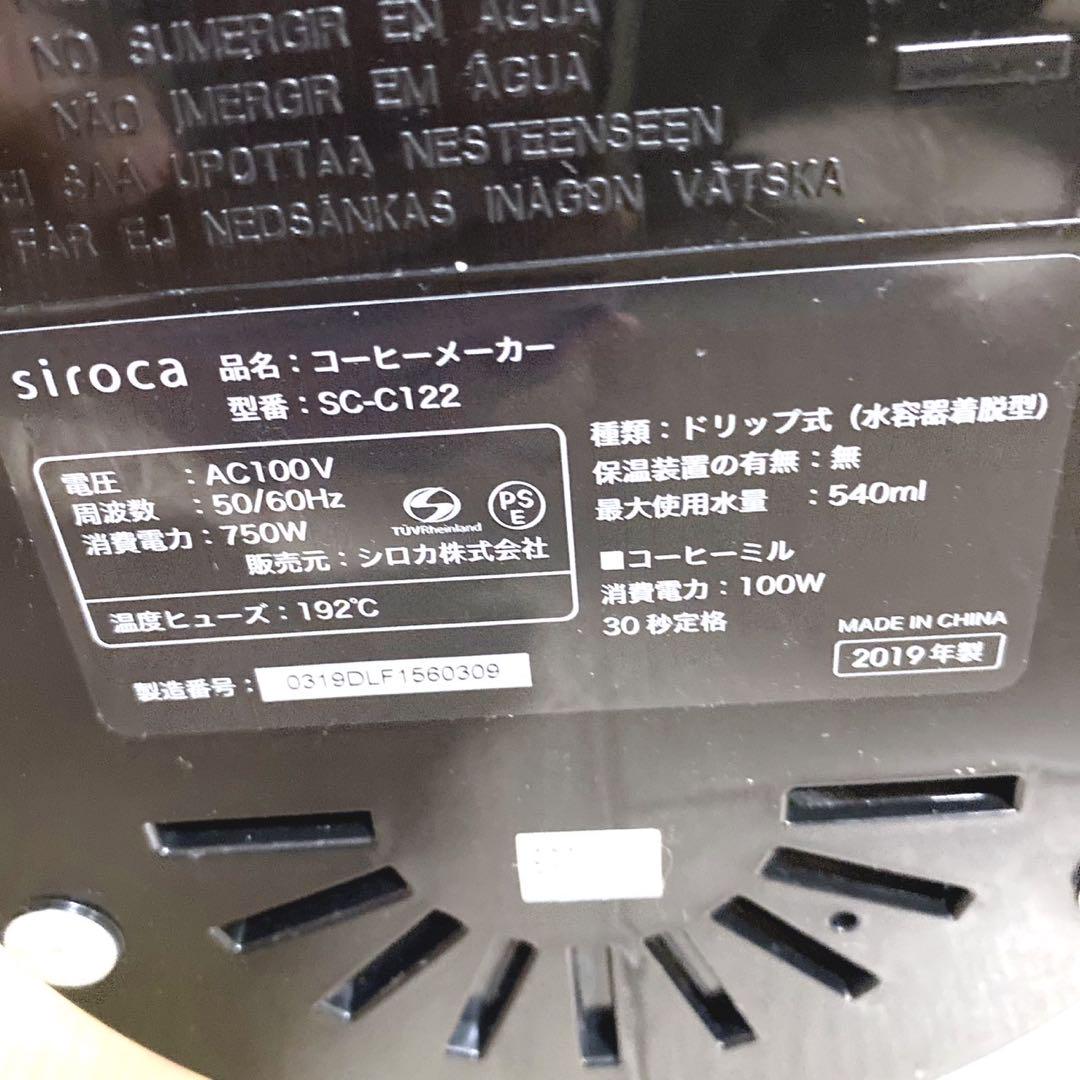 NO SUMERGIR EN AGUA
NÃO IMERGIR EM ÁGUA
SAA UPOTTAA NESTEENSEEN
FÅR EJ NEDSÄNKAS INÅGON VÄTSKA
siroca 品名：コーヒーメーカー
型番：SC-C122
電圧：AC100V
周波数：50/60Hz
消費電力：750W
TÜVRheinland
PS
E
販売元：シロカ株式会社
温度ヒューズ：192℃
製造番号：0319DLF1560309
種類：ドリップ式（水容器着脱型）
保温装置の有無：無
最大使用水量：540ml
■コーヒーミル
消費電力：100W
30秒定格
MADE IN CHINA
2019年製